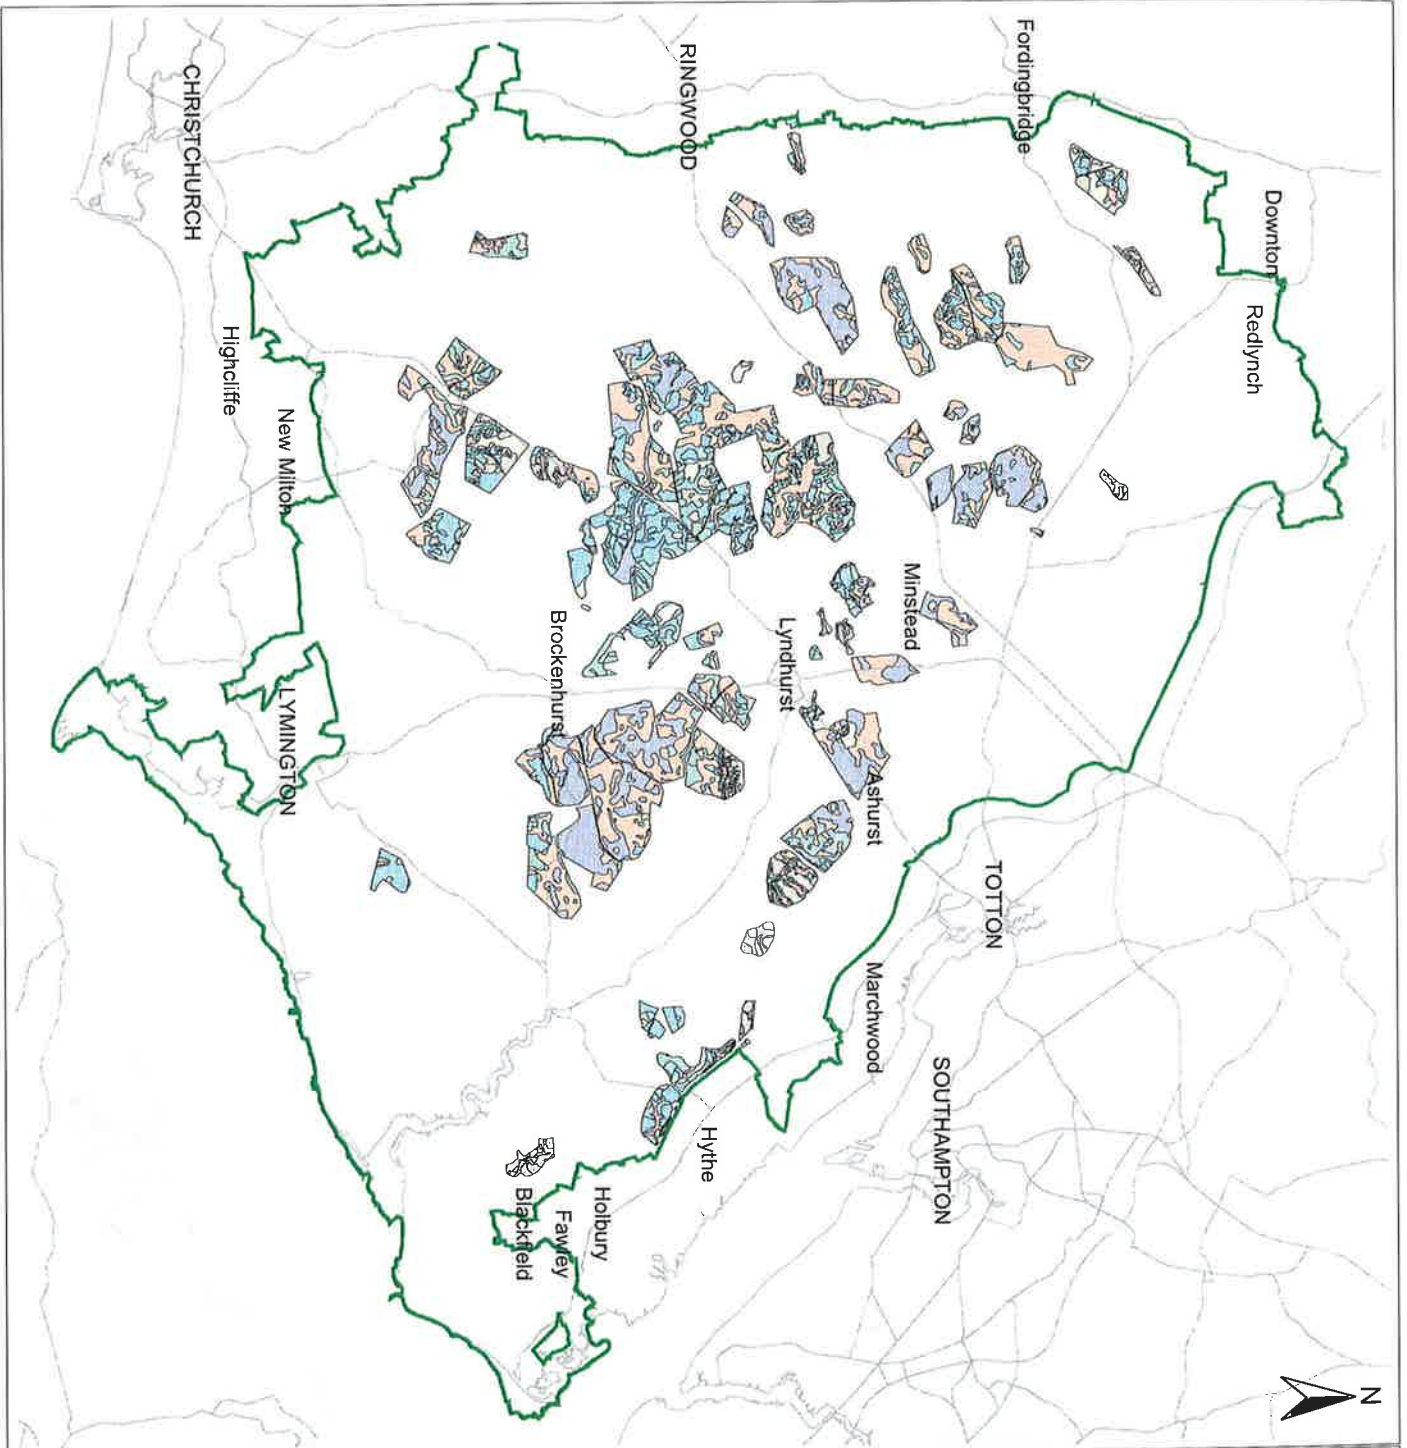 N
Downton
Redlynch
Fordingbridge
RINGWOOD
Minstead
Lyndhurst
Ashurst
TOTTON
Marchwood
SOUTHAMPTON
Hythe
Holbury
Fawley
Blackfield
Brockenhurst
CHRISTCHURCH
Highcliffe
New Milton
LYMINGTON